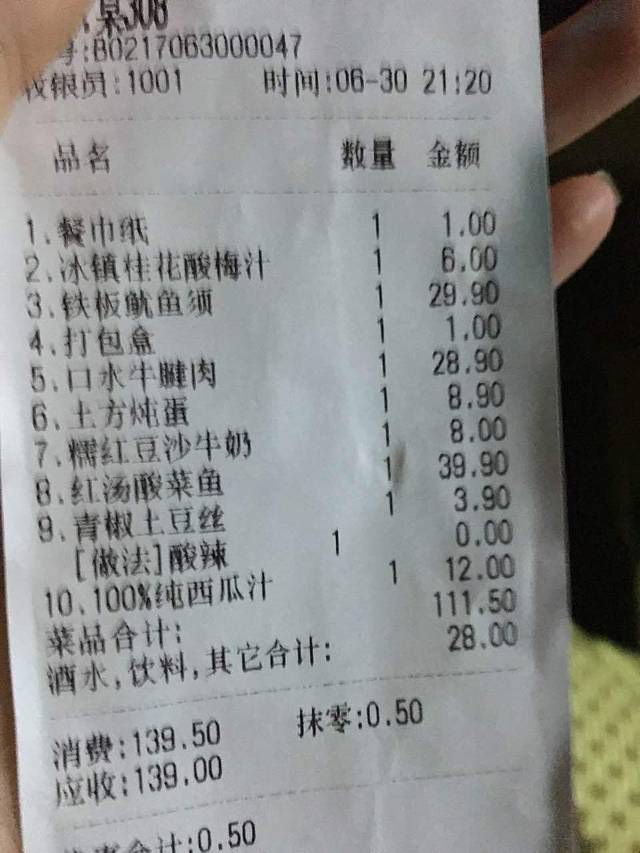 桌308
号:B0217063000047
收银员:1001 时间:06-30 21:20
品名 数量 金额
1.餐巾纸 1 1.00
2.冰镇桂花酸梅汁 1 6.00
3.铁板鱿鱼须 1 29.90
4.打包盒 1 1.00
5.口水牛腱肉 1 28.90
6.土方炖蛋 1 8.90
7.糯红豆沙牛奶 1 8.00
8.红汤酸菜鱼 1 39.90
9.青椒土豆丝 1 3.90
[做法]酸辣 1 0.00
10.100%纯西瓜汁 1 12.00
菜品合计: 111.50
酒水,饮料,其它合计: 28.00
消费:139.50 抹零:0.50
应收:139.00
合计:0.50